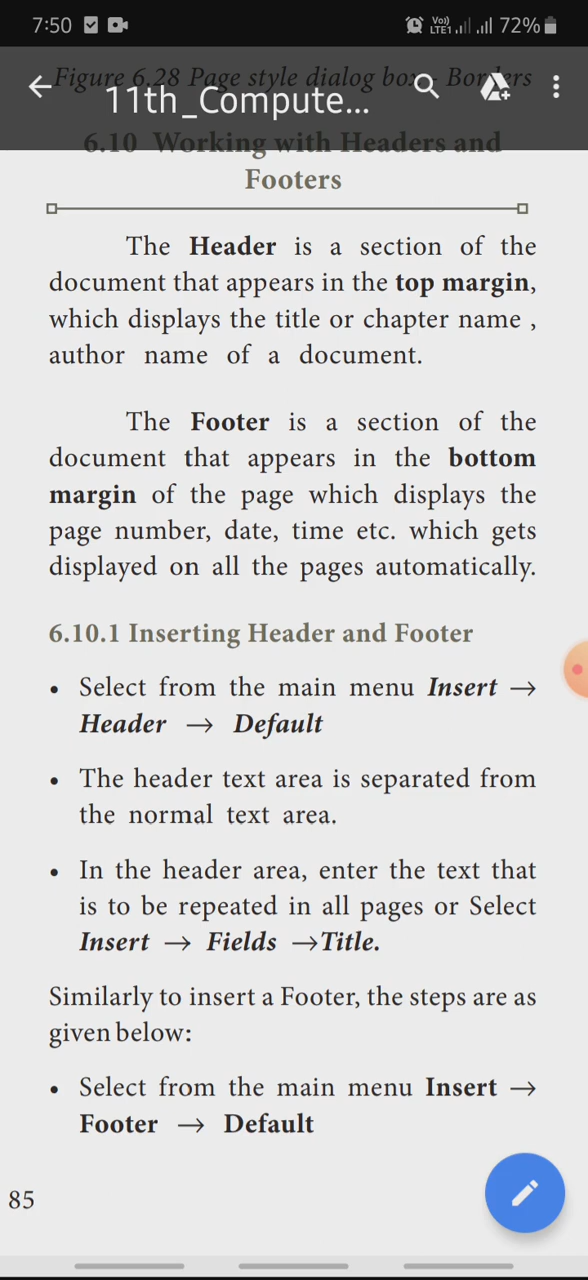 7:50
Vo)) LTE1 72%
Figure 6.28 Page style dialog box - Borders
11th_Compute...
6.10 Working with Headers and
Footers
The Header is a section of the
document that appears in the top margin,
which displays the title or chapter name ,
author name of a document.
The Footer is a section of the
document that appears in the bottom
margin of the page which displays the
page number, date, time etc. which gets
displayed on all the pages automatically.
6.10.1 Inserting Header and Footer
• Select from the main menu Insert →
Header → Default
• The header text area is separated from
the normal text area.
• In the header area, enter the text that
is to be repeated in all pages or Select
Insert → Fields →Title.
Similarly to insert a Footer, the steps are as
given below:
• Select from the main menu Insert →
Footer → Default
85